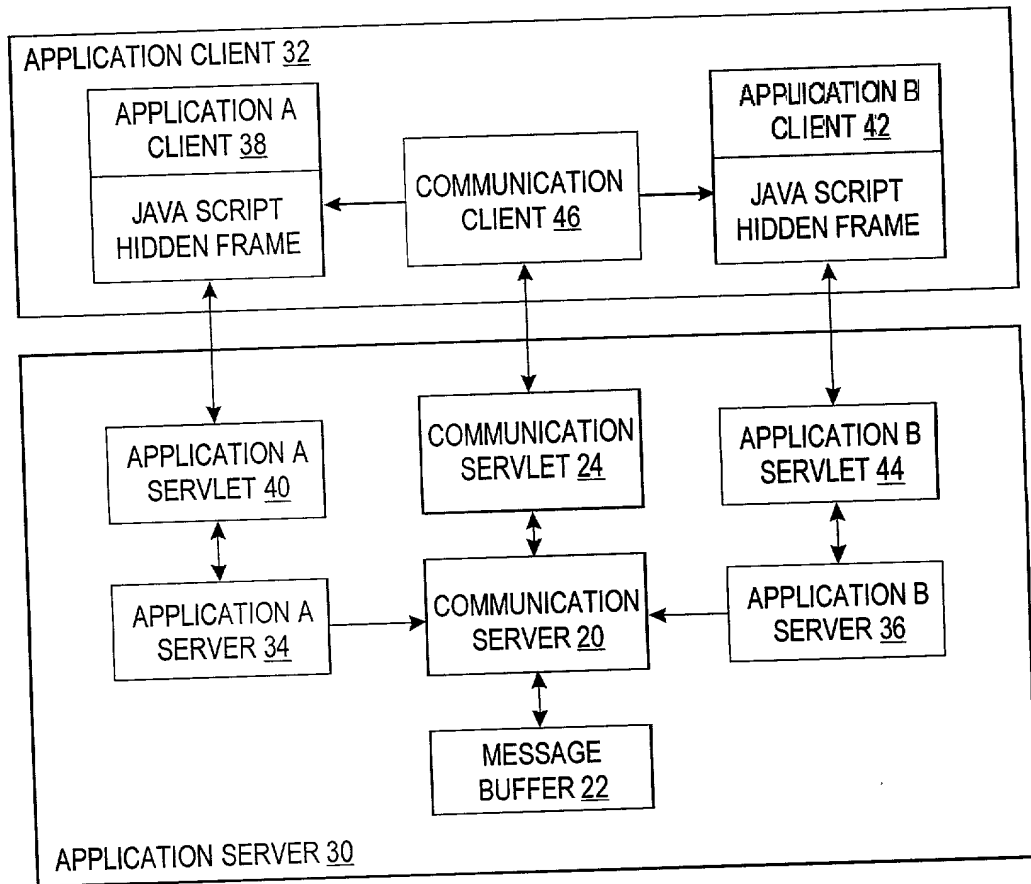 APPLICATION CLIENT 32
APPLICATION A
CLIENT 38
JAVA SCRIPT
HIDDEN FRAME
COMMUNICATION
CLIENT 46
APPLICATION B
CLIENT 42
JAVA SCRIPT
HIDDEN FRAME
APPLICATION A
SERVLET 40
COMMUNICATION
SERVLET 24
APPLICATION B
SERVLET 44
APPLICATION A
SERVER 34
COMMUNICATION
SERVER 20
APPLICATION B
SERVER 36
MESSAGE
BUFFER 22
APPLICATION SERVER 30